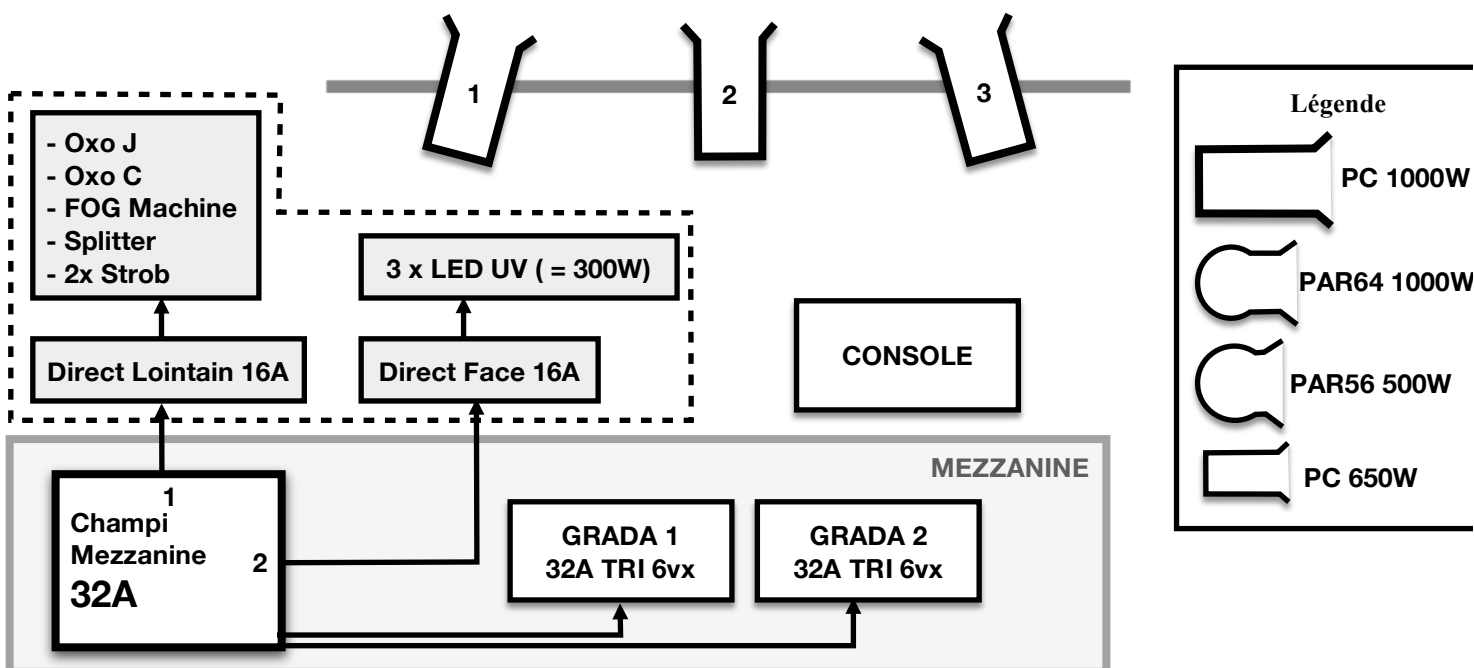 1
2
3
- Oxo J
- Oxo C
- FOG Machine
- Splitter
- 2x Strob
3 x LED UV ( = 300W)
Direct Lointain 16A
Direct Face 16A
CONSOLE
MEZZANINE
1
Champi
Mezzanine
2
32A
GRADA 1
32A TRI 6vx
GRADA 2
32A TRI 6vx
Légende
PC 1000W
PAR64 1000W
PAR56 500W
PC 650W